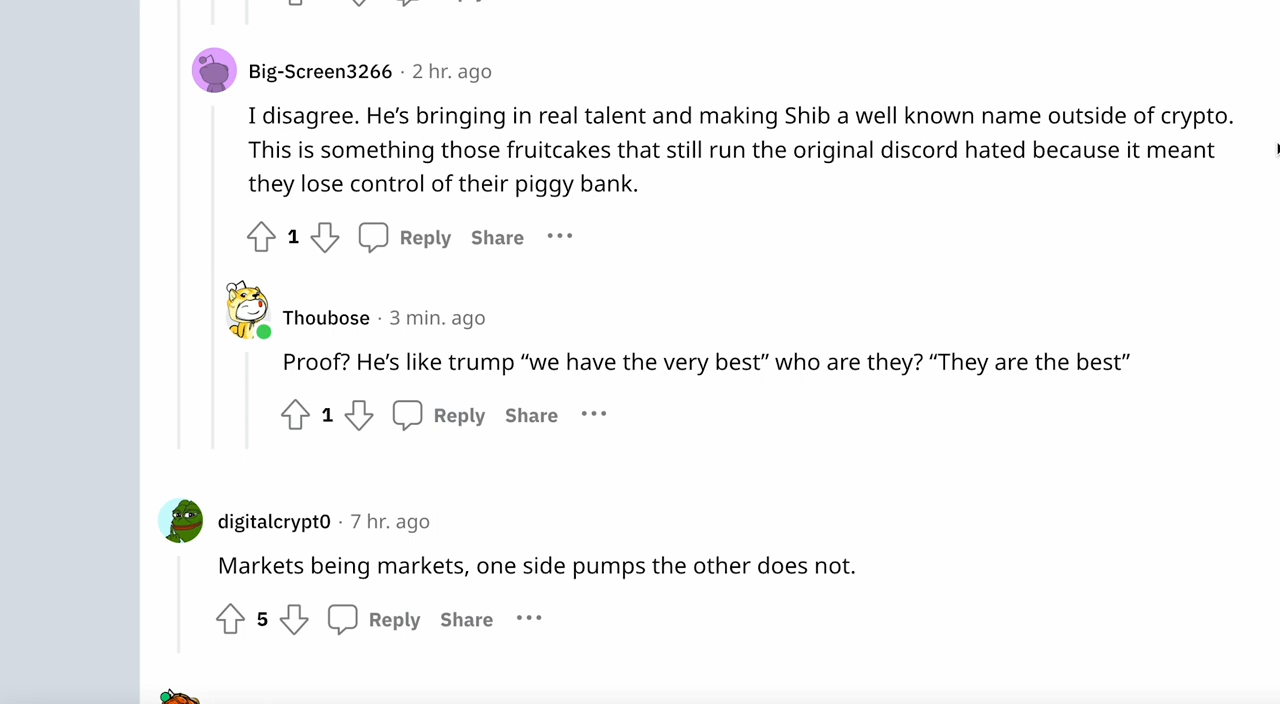 Big-Screen3266 · 2 hr. ago
I disagree. He’s bringing in real talent and making Shib a well known name outside of crypto.
This is something those fruitcakes that still run the original discord hated because it meant
they lose control of their piggy bank.
1 Reply Share ···
Thoubose · 3 min. ago
Proof? He’s like trump “we have the very best” who are they? “They are the best”
1 Reply Share ···
digitalcrypt0 · 7 hr. ago
Markets being markets, one side pumps the other does not.
5 Reply Share ···